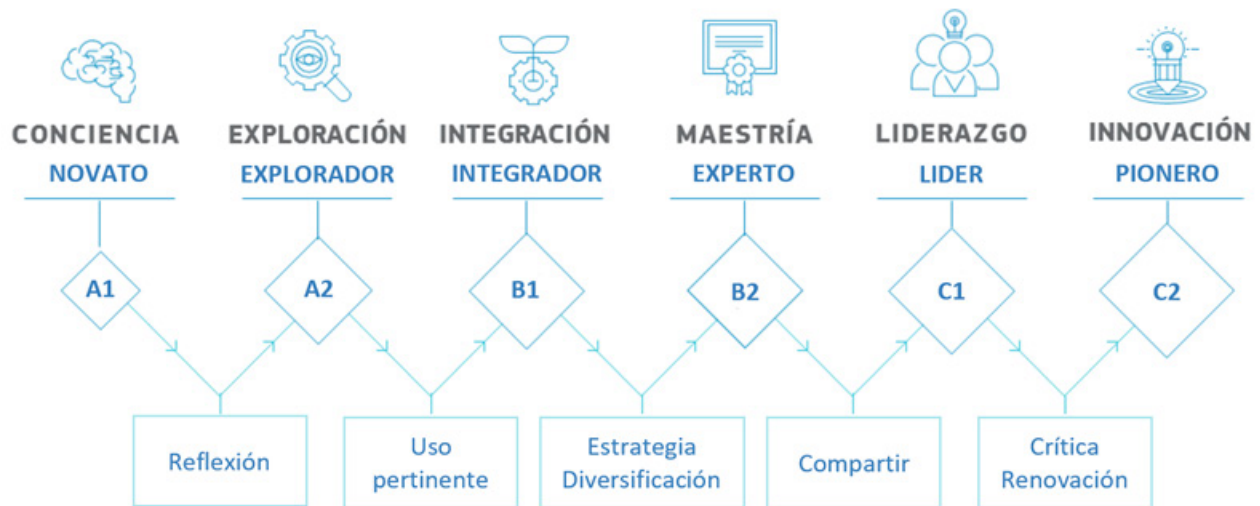 CONCIENCIA EXPLORACIÓN INTEGRACIÓN MAESTRÍA LIDERAZGO INNOVACIÓN
NOVATO EXPLORADOR INTEGRADOR EXPERTO LIDER PIONERO
A1 A2 B1 B2 C1 C2
Reflexión
Uso
pertinente
Estrategia
Diversificación
Compartir
Crítica
Renovación